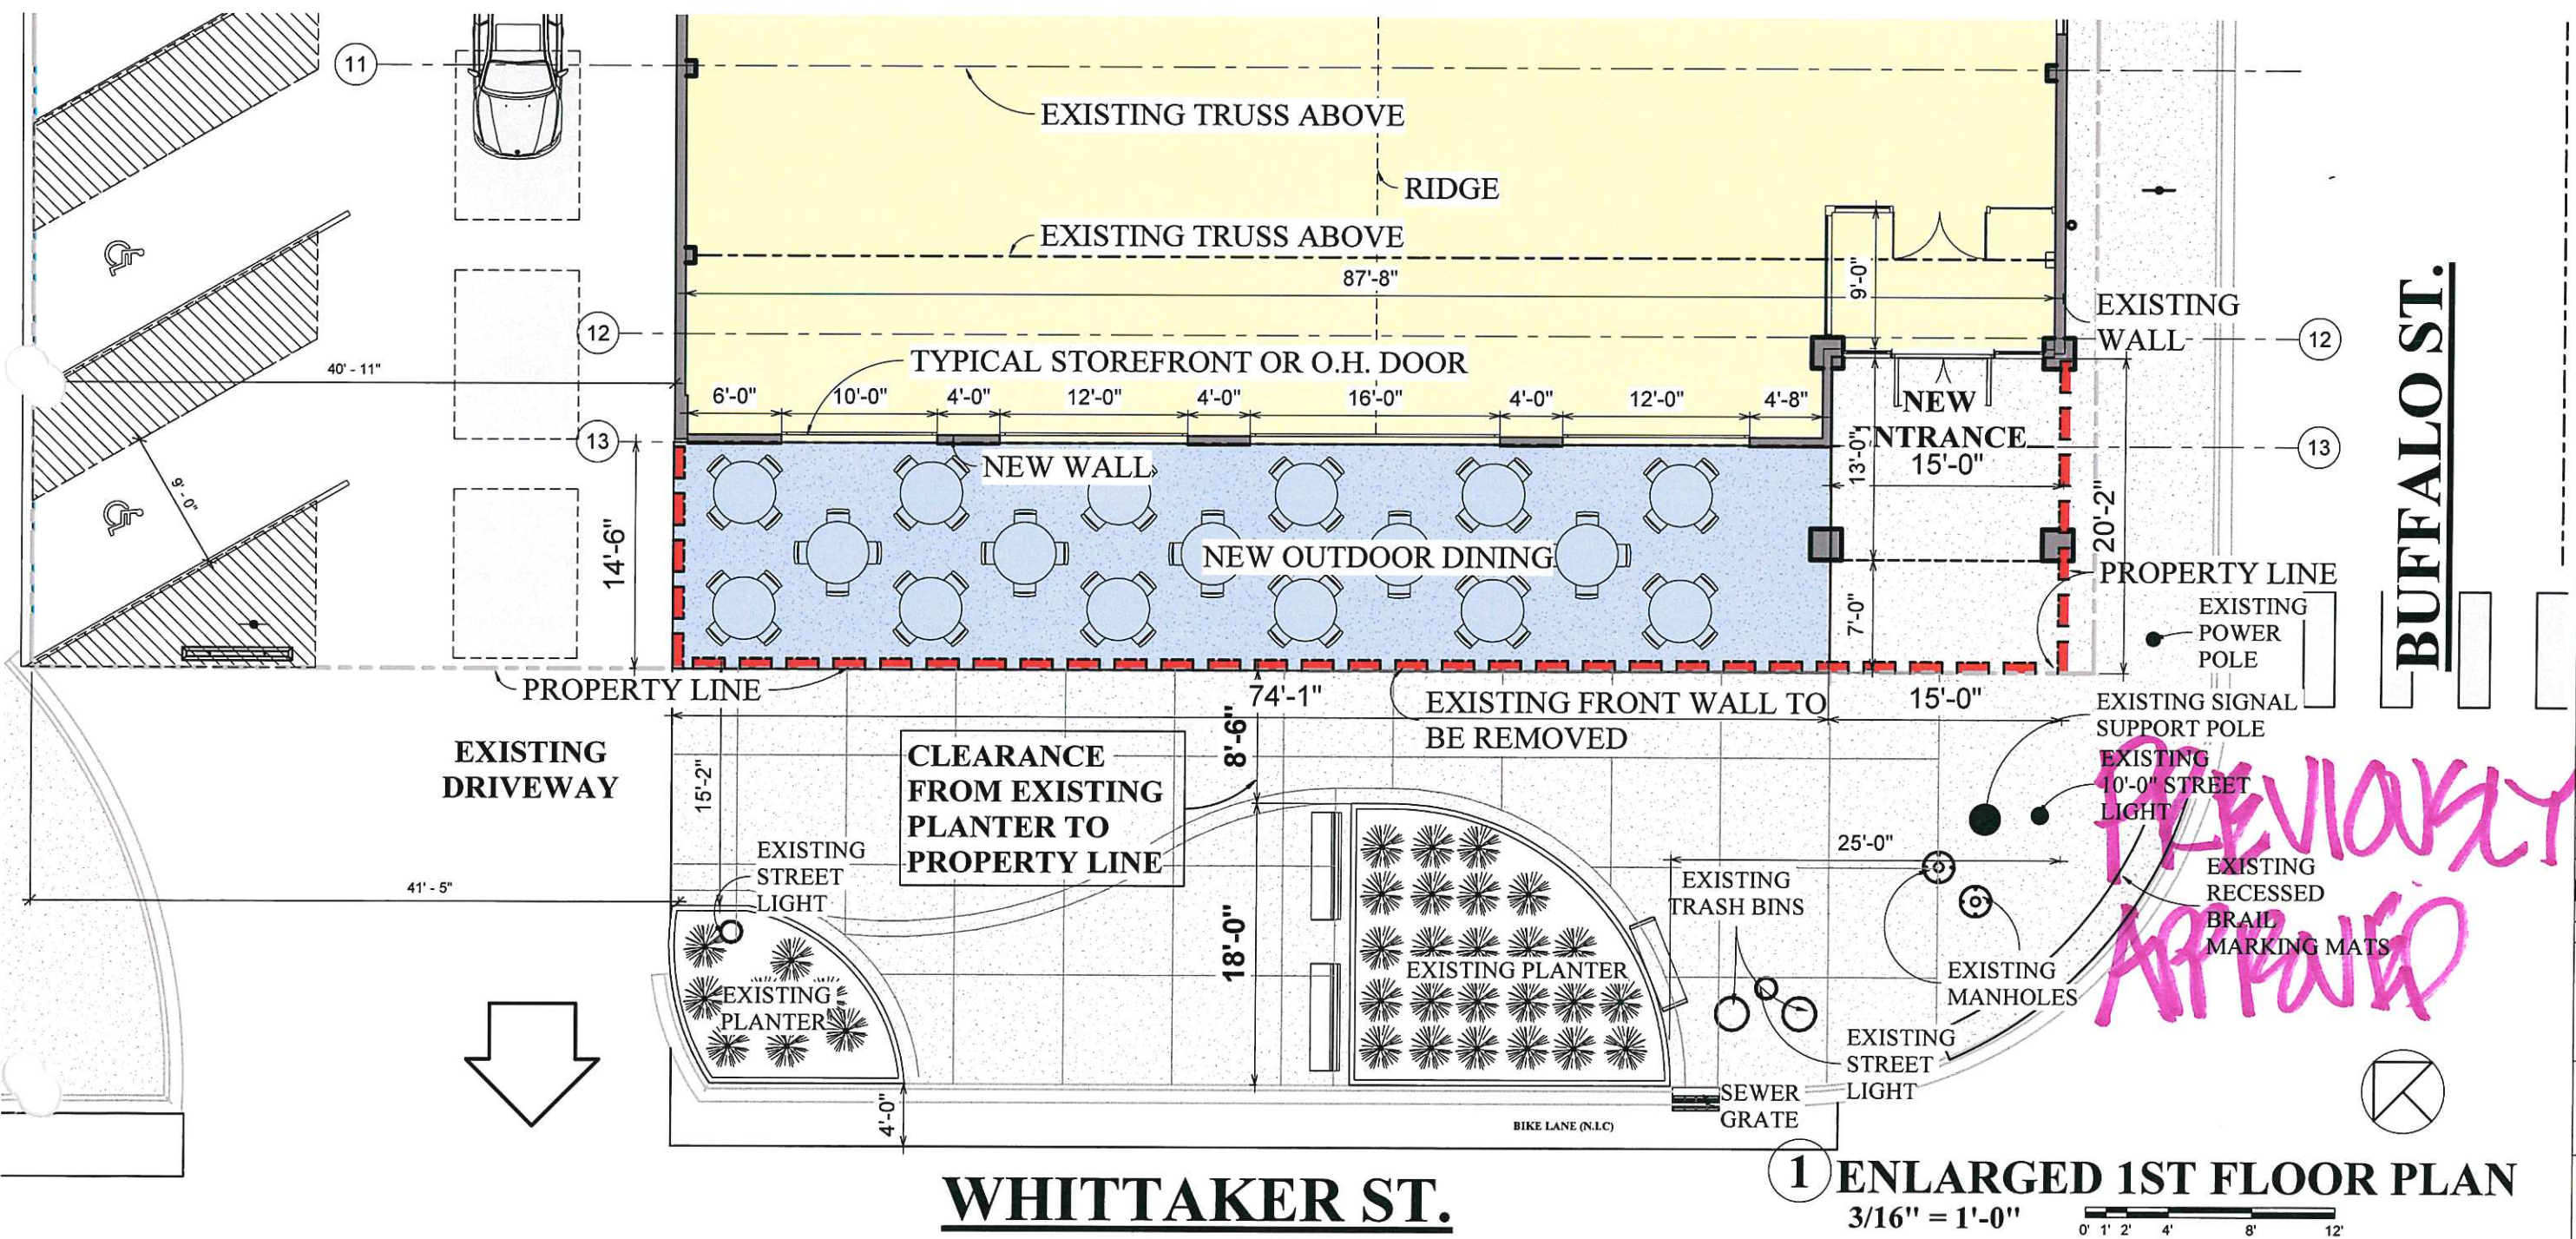 11
EXISTING TRUSS ABOVE
RIDGE
EXISTING TRUSS ABOVE
87'-8"
9'-0"
EXISTING
WALL
12
12
40' - 11"
TYPICAL STOREFRONT OR O.H. DOOR
6'-0"
10'-0"
4'-0"
12'-0"
4'-0"
16'-0"
4'-0"
12'-0"
4'-8"
NEW
ENTRANCE
15'-0"
13'-0"
13
13
NEW WALL
9' - 0"
14'-6"
NEW OUTDOOR DINING
20'-2"
7'-0"
BUFFALO ST.
PROPERTY LINE
EXISTING
POWER
POLE
PROPERTY LINE
74'-1"
EXISTING FRONT WALL TO
BE REMOVED
15'-0"
EXISTING SIGNAL
SUPPORT POLE
EXISTING
DRIVEWAY
15'-2"
CLEARANCE
FROM EXISTING
PLANTER TO
PROPERTY LINE
8'-6"
EXISTING
10'-0" STREET
LIGHT
PREVIOUSLY
APPROVED
EXISTING
STREET
LIGHT
25'-0"
EXISTING
TRASH BINS
EXISTING
RECESSED
BRAIL
MARKING MATS
41' - 5"
18'-0"
EXISTING PLANTER
EXISTING
PLANTER
EXISTING
MANHOLES
EXISTING
STREET
LIGHT
4'-0"
SEWER
GRATE
BIKE LANE (N.I.C)
WHITTAKER ST.
1 ENLARGED 1ST FLOOR PLAN
3/16" = 1'-0"
0' 1' 2' 4' 8' 12'